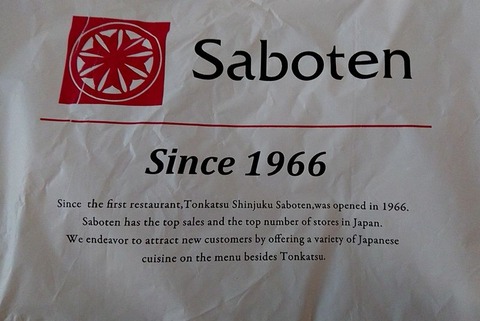 Saboten
Since 1966
Since the first restaurant,Tonkatsu Shinjuku Saboten,was opened in 1966.
Saboten has the top sales and the top number of stores in Japan.
We endeavor to attract new customers by offering a variety of Japanese
cuisine on the menu besides Tonkatsu.